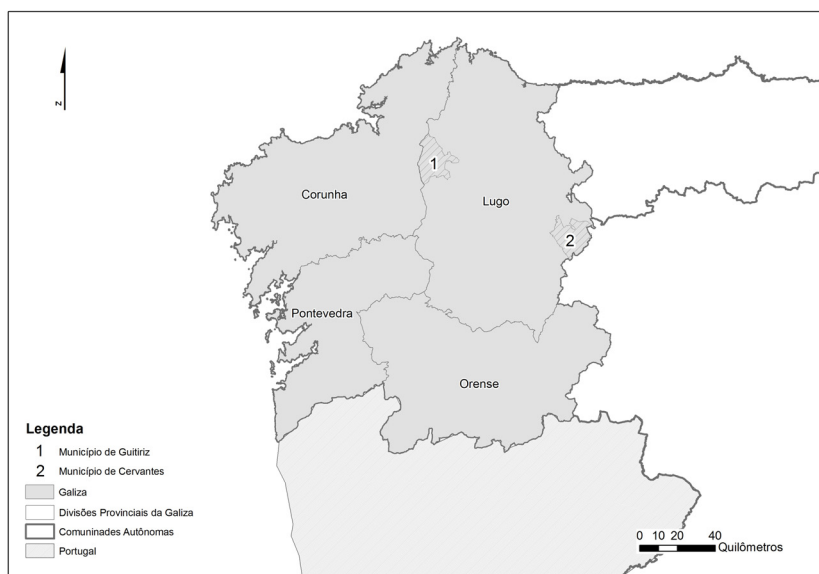 N
1
Corunha
Lugo
2
Pontevedra
Orense
Legenda
1 Município de Guitiriz
2 Município de Cervantes
Galiza
Divisões Provinciais da Galiza
Comuninades Autônomas
Portugal
0 10 20 40
Quilômetros